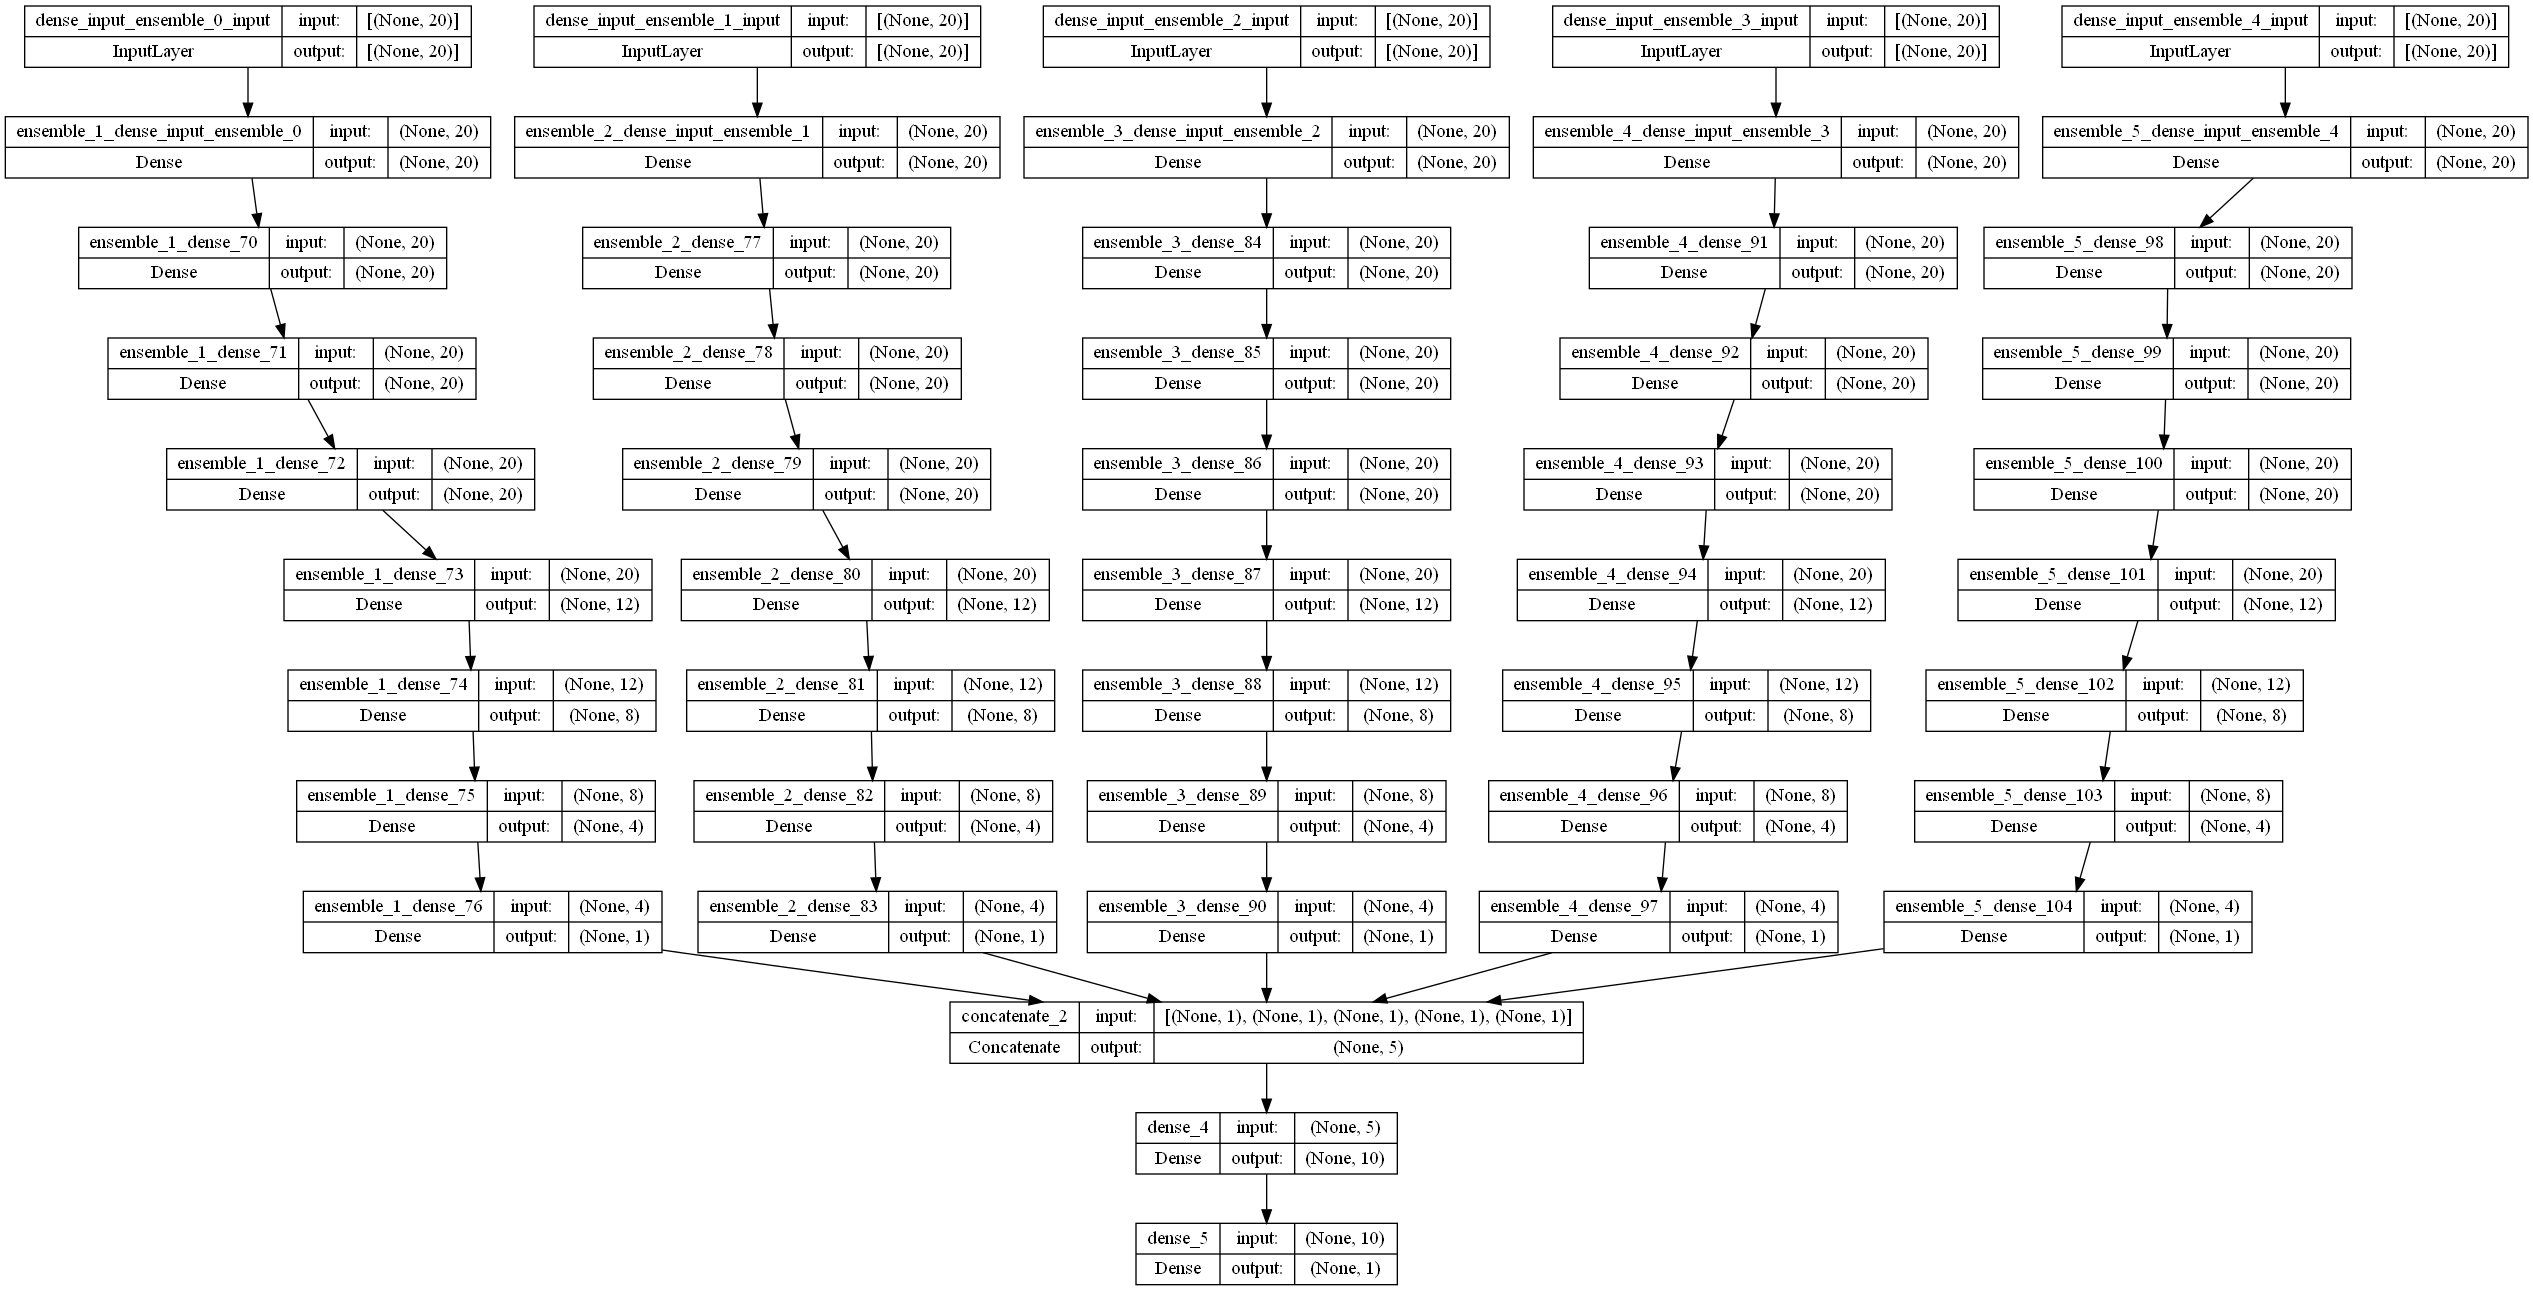 dense_input_ensemble_0_input input: [(None, 20)] dense_input_ensemble_1_input input: [(None, 20)] dense_input_ensemble_2_input input: [(None, 20)] dense_input_ensemble_3_input input: [(None, 20)] dense_input_ensemble_4_input input: [(None, 20)]
InputLayer output: [(None, 20)] InputLayer output: [(None, 20)] InputLayer output: [(None, 20)] InputLayer output: [(None, 20)] InputLayer output: [(None, 20)]
ensemble_1_dense_input_ensemble_0 input: (None, 20) ensemble_2_dense_input_ensemble_1 input: (None, 20) ensemble_3_dense_input_ensemble_2 input: (None, 20) ensemble_4_dense_input_ensemble_3 input: (None, 20) ensemble_5_dense_input_ensemble_4 input: (None, 20)
Dense output: (None, 20) Dense output: (None, 20) Dense output: (None, 20) Dense output: (None, 20) Dense output: (None, 20)
ensemble_1_dense_70 input: (None, 20) ensemble_2_dense_77 input: (None, 20) ensemble_3_dense_84 input: (None, 20) ensemble_4_dense_91 input: (None, 20) ensemble_5_dense_98 input: (None, 20)
Dense output: (None, 20) Dense output: (None, 20) Dense output: (None, 20) Dense output: (None, 20) Dense output: (None, 20)
ensemble_1_dense_71 input: (None, 20) ensemble_2_dense_78 input: (None, 20) ensemble_3_dense_85 input: (None, 20) ensemble_4_dense_92 input: (None, 20) ensemble_5_dense_99 input: (None, 20)
Dense output: (None, 20) Dense output: (None, 20) Dense output: (None, 20) Dense output: (None, 20) Dense output: (None, 20)
ensemble_1_dense_72 input: (None, 20) ensemble_2_dense_79 input: (None, 20) ensemble_3_dense_86 input: (None, 20) ensemble_4_dense_93 input: (None, 20) ensemble_5_dense_100 input: (None, 20)
Dense output: (None, 20) Dense output: (None, 20) Dense output: (None, 20) Dense output: (None, 20) Dense output: (None, 20)
ensemble_1_dense_73 input: (None, 20) ensemble_2_dense_80 input: (None, 20) ensemble_3_dense_87 input: (None, 20) ensemble_4_dense_94 input: (None, 20) ensemble_5_dense_101 input: (None, 20)
Dense output: (None, 12) Dense output: (None, 12) Dense output: (None, 12) Dense output: (None, 12) Dense output: (None, 12)
ensemble_1_dense_74 input: (None, 12) ensemble_2_dense_81 input: (None, 12) ensemble_3_dense_88 input: (None, 12) ensemble_4_dense_95 input: (None, 12) ensemble_5_dense_102 input: (None, 12)
Dense output: (None, 8) Dense output: (None, 8) Dense output: (None, 8) Dense output: (None, 8) Dense output: (None, 8)
ensemble_1_dense_75 input: (None, 8) ensemble_2_dense_82 input: (None, 8) ensemble_3_dense_89 input: (None, 8) ensemble_4_dense_96 input: (None, 8) ensemble_5_dense_103 input: (None, 8)
Dense output: (None, 4) Dense output: (None, 4) Dense output: (None, 4) Dense output: (None, 4) Dense output: (None, 4)
ensemble_1_dense_76 input: (None, 4) ensemble_2_dense_83 input: (None, 4) ensemble_3_dense_90 input: (None, 4) ensemble_4_dense_97 input: (None, 4) ensemble_5_dense_104 input: (None, 4)
Dense output: (None, 1) Dense output: (None, 1) Dense output: (None, 1) Dense output: (None, 1) Dense output: (None, 1)
concatenate_2 input: [(None, 1), (None, 1), (None, 1), (None, 1), (None, 1)]
Concatenate output: (None, 5)
dense_4 input: (None, 5)
Dense output: (None, 10)
dense_5 input: (None, 10)
Dense output: (None, 1)